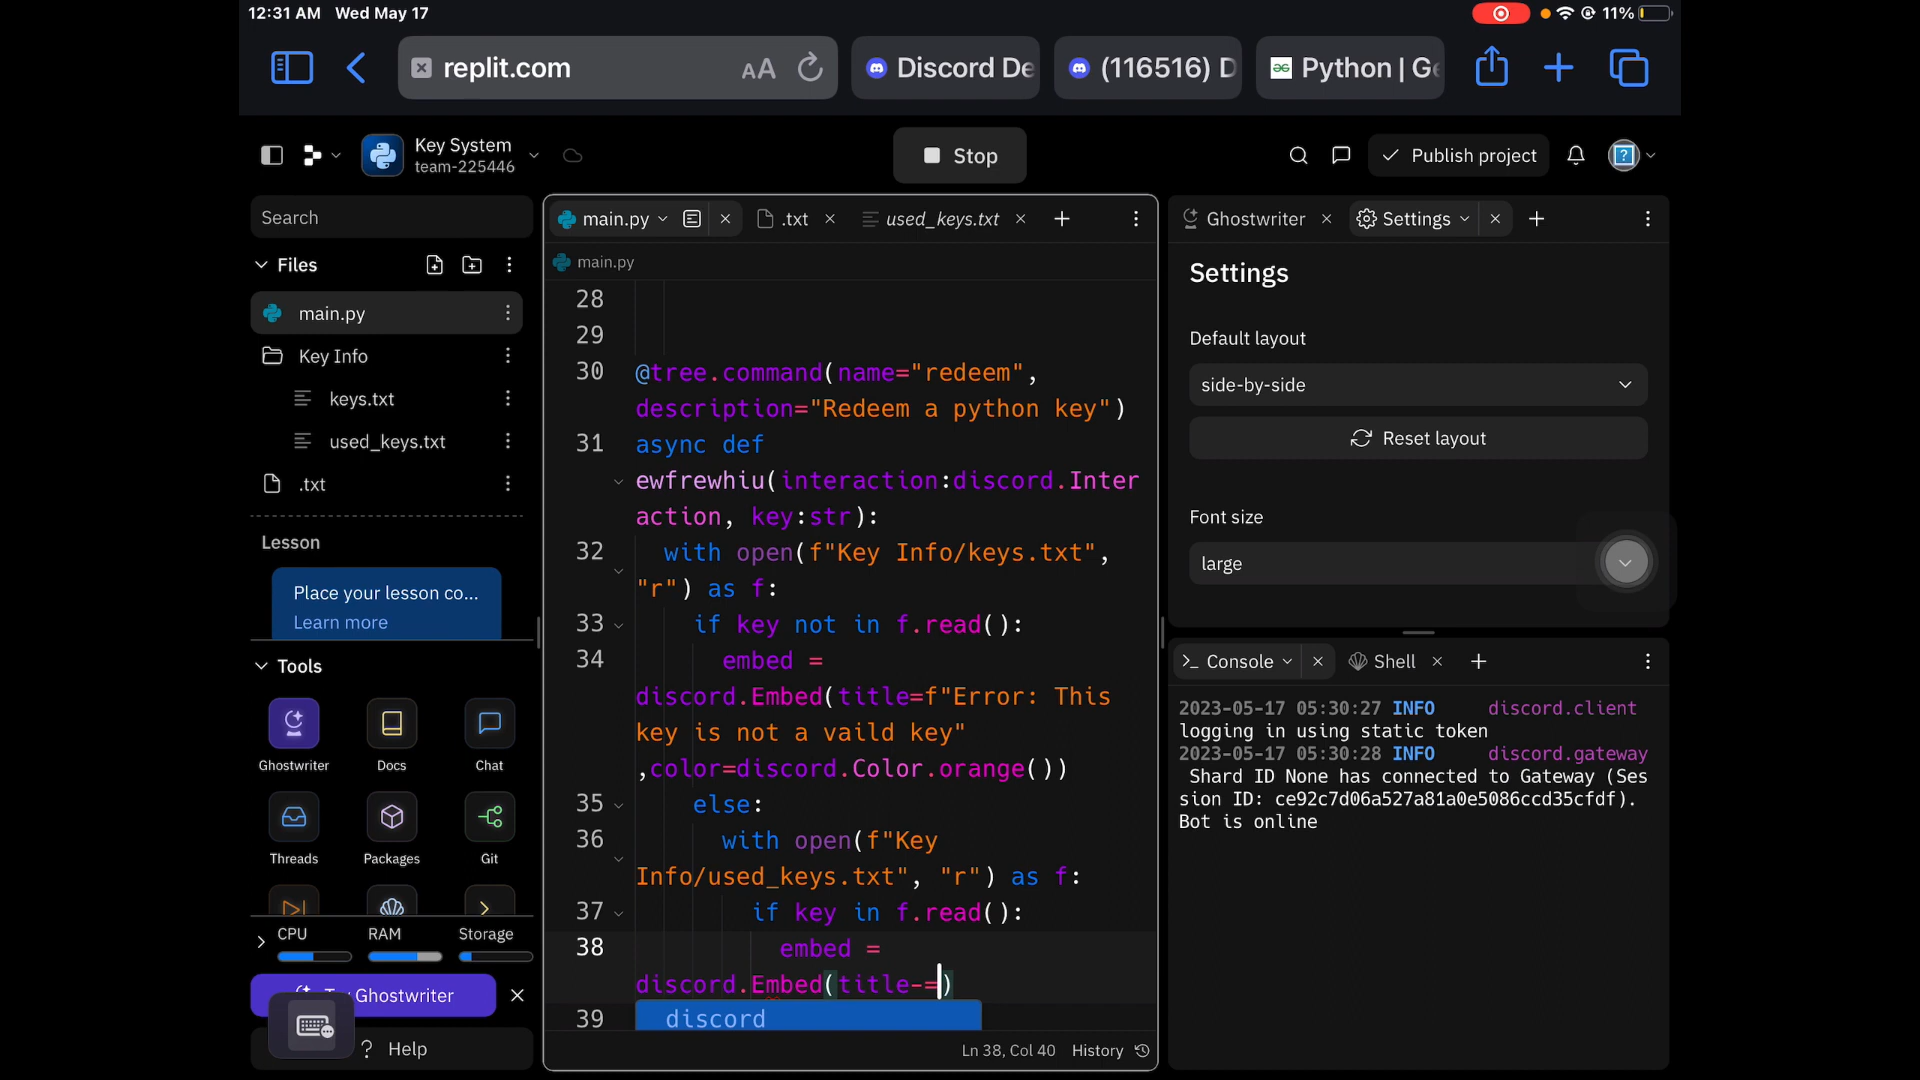 12:31 AM Wed May 17
11%
replit.com
AA
Discord De
(116516) D
Python | Ge
Key System
team-225446
Stop
Publish project
Search
Files
main.py
Key Info
keys.txt
used_keys.txt
.txt
Lesson
Place your lesson co...
Learn more
Tools
Ghostwriter
Docs
Chat
Threads
Packages
Git
CPU
RAM
Storage
Ghostwriter
Help
main.py
.txt
used_keys.txt
main.py
28
29
30 @tree.command(name="redeem",
description="Redeem a python key")
31 async def
ewfrewhiu(interaction:discord.Inter
action, key:str):
32 with open(f"Key Info/keys.txt",
"r") as f:
33 if key not in f.read():
34 embed =
discord.Embed(title=f"Error: This
key is not a vaild key"
,color=discord.Color.orange())
35 else:
36 with open(f"Key
Info/used_keys.txt", "r") as f:
37 if key in f.read():
38 embed =
discord.Embed(title-=)
39 discord
Ln 38, Col 40 History
Ghostwriter
Settings
Settings
Default layout
side-by-side
Reset layout
Font size
large
Console
Shell
2023-05-17 05:30:27 INFO discord.client
logging in using static token
2023-05-17 05:30:28 INFO discord.gateway
Shard ID None has connected to Gateway (Ses
sion ID: ce92c7d06a527a81a0e5086ccd35cfdf).
Bot is online